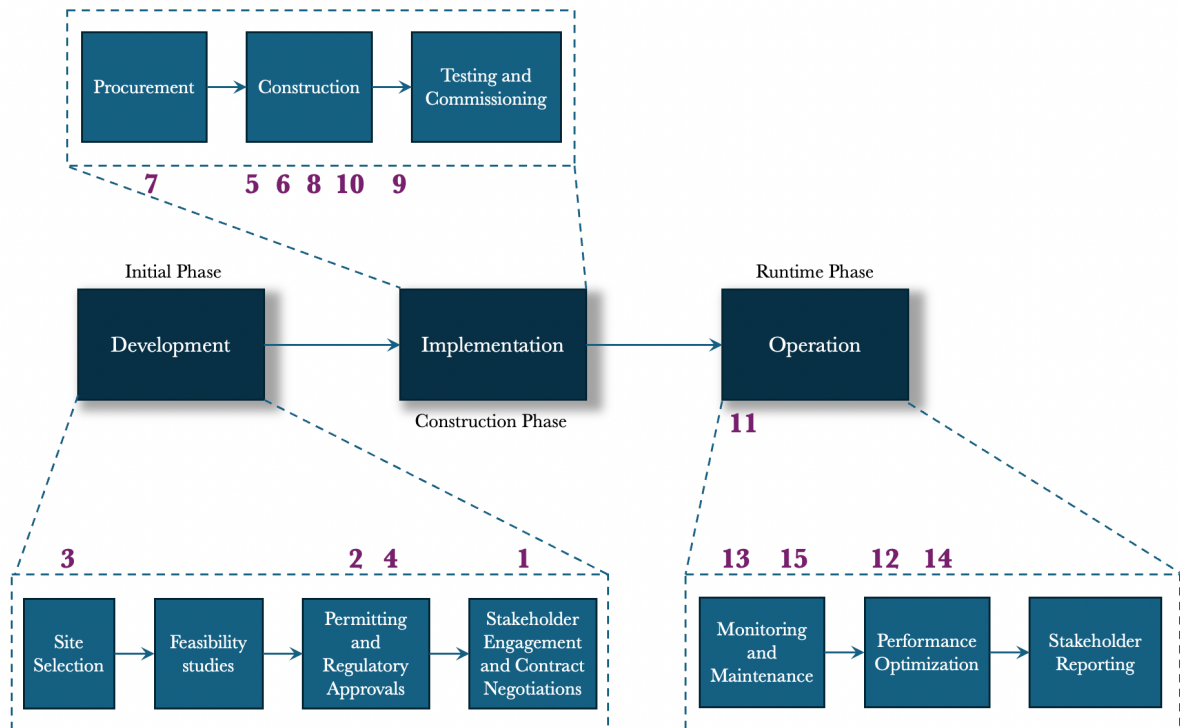 Procurement
Construction
Testing and
Commissioning
7
5 6 8 10 9
Initial Phase
Runtime Phase
Development
Implementation
Operation
Construction Phase
11
3
2 4
1
13 15
12 14
Site
Selection
Feasibility
studies
Permitting
and
Regulatory
Approvals
Stakeholder
Engagement
and Contract
Negotiations
Monitoring
and
Maintenance
Performance
Optimization
Stakeholder
Reporting